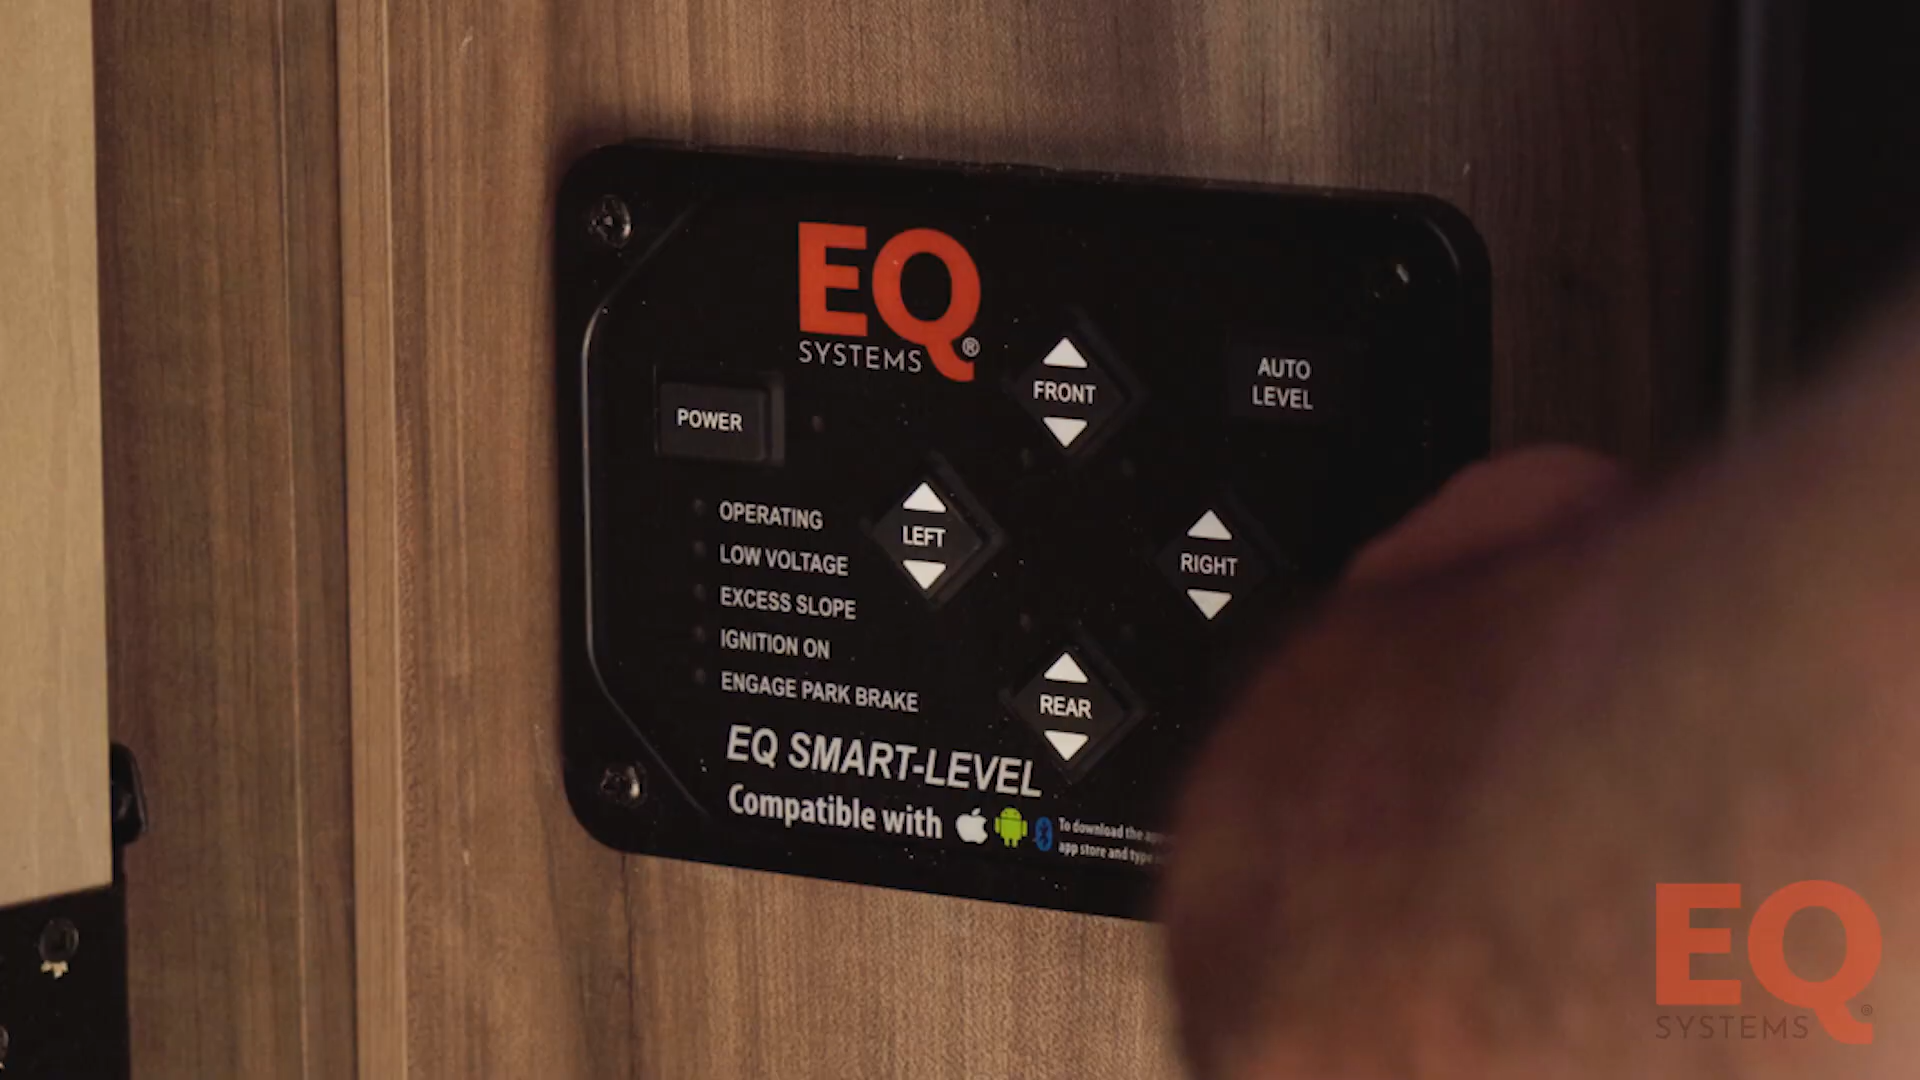 EQ
SYSTEMS®
FRONT
AUTO
LEVEL
POWER
LEFT
RIGHT
OPERATING
LOW VOLTAGE
EXCESS SLOPE
IGNITION ON
ENGAGE PARK BRAKE
REAR
EQ SMART-LEVEL
Compatible with
To download the
app store and type
EQ
SYSTEMS®